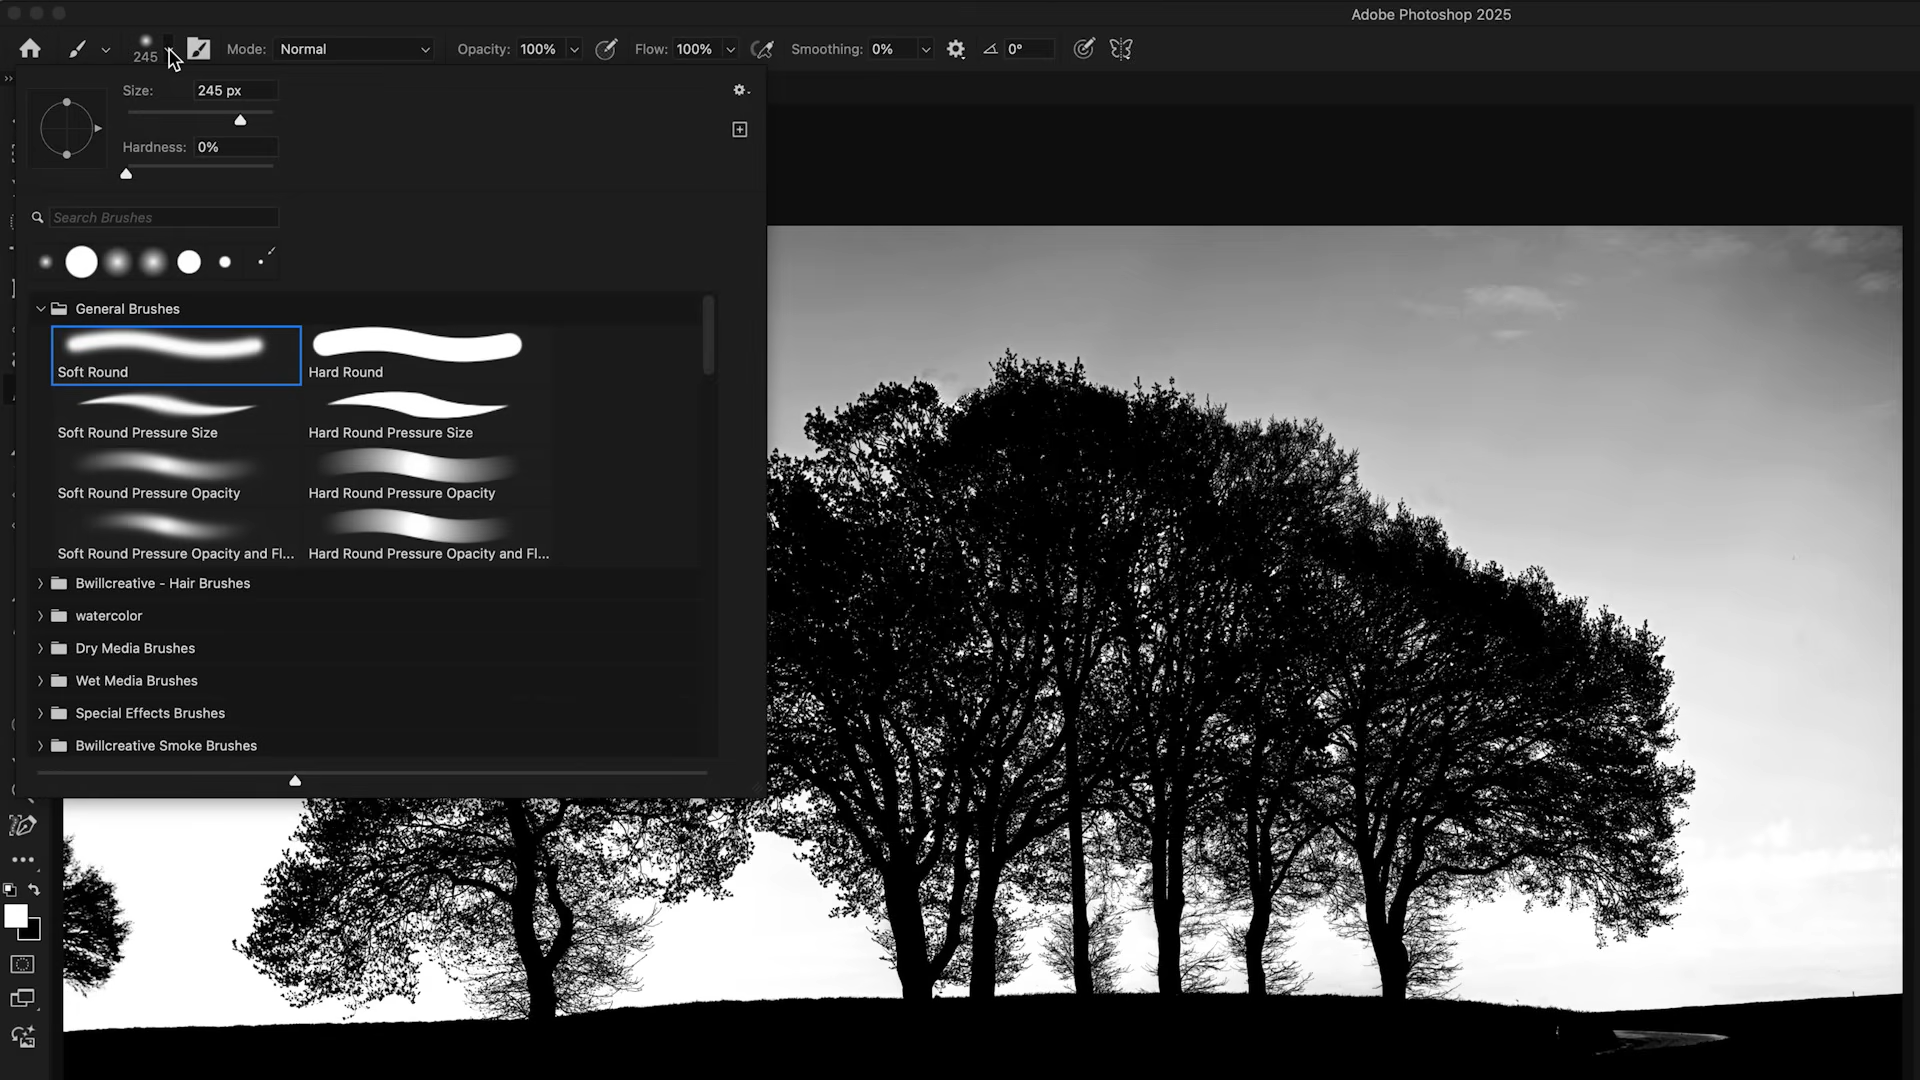 Adobe Photoshop 2025
245 Mode: Normal Opacity: 100% Flow: 100% Smoothing: 0% 0°
Size: 245 px
Hardness: 0%
Search Brushes
General Brushes
Soft Round Hard Round
Soft Round Pressure Size Hard Round Pressure Size
Soft Round Pressure Opacity Hard Round Pressure Opacity
Soft Round Pressure Opacity and Fl... Hard Round Pressure Opacity and Fl...
Bwillcreative - Hair Brushes
watercolor
Dry Media Brushes
Wet Media Brushes
Special Effects Brushes
Bwillcreative Smoke Brushes